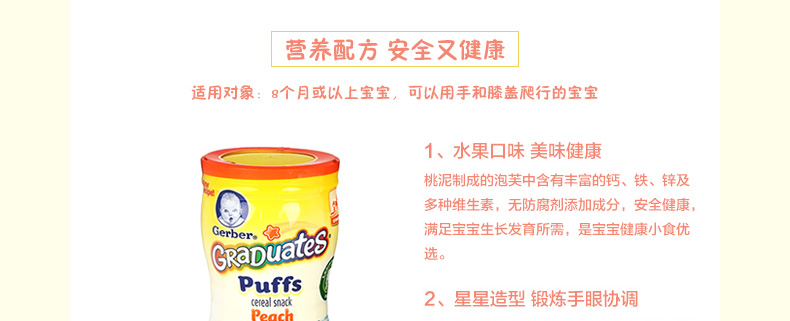 营养配方 安全又健康
适用对象：8个月或以上宝宝，可以用手和膝盖爬行的宝宝
1、水果口味 美味健康
桃泥制成的泡芙中含有丰富的钙、铁、锌及
多种维生素，无防腐剂添加成分，安全健康，
满足宝宝生长发育所需，是宝宝健康小食优
选。
2、星星造型 锻炼手眼协调
Gerber®
GRADUATES®
Puffs
cereal snack
Peach